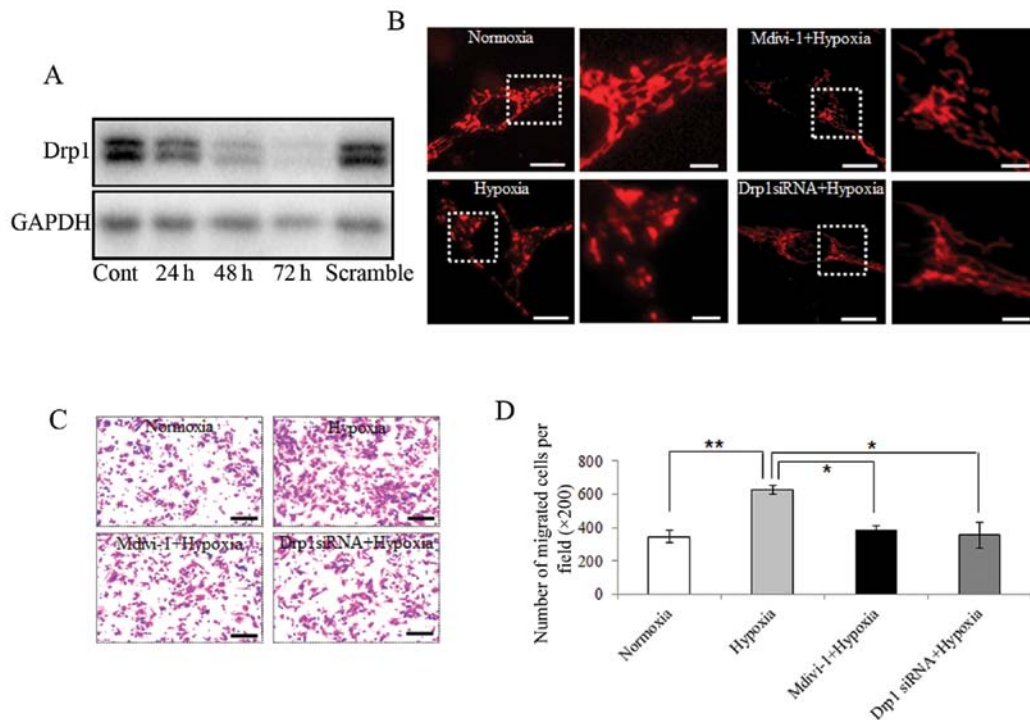 A
Drp1
GAPDH
Cont 24 h 48 h 72 h Scramble
B
Normoxia
Mdivi-1+Hypoxia
Hypoxia
Drp1siRNA+Hypoxia
C
Normoxia
Hypoxia
Mdivi-1+Hypoxia
Drp1siRNA+Hypoxia
D
Number of migrated cells per
field (×200)
800
600
400
200
0
**
*
*
Normoxia
Hypoxia
Mdivi-1+Hypoxia
Drp1 siRNA+Hypoxia